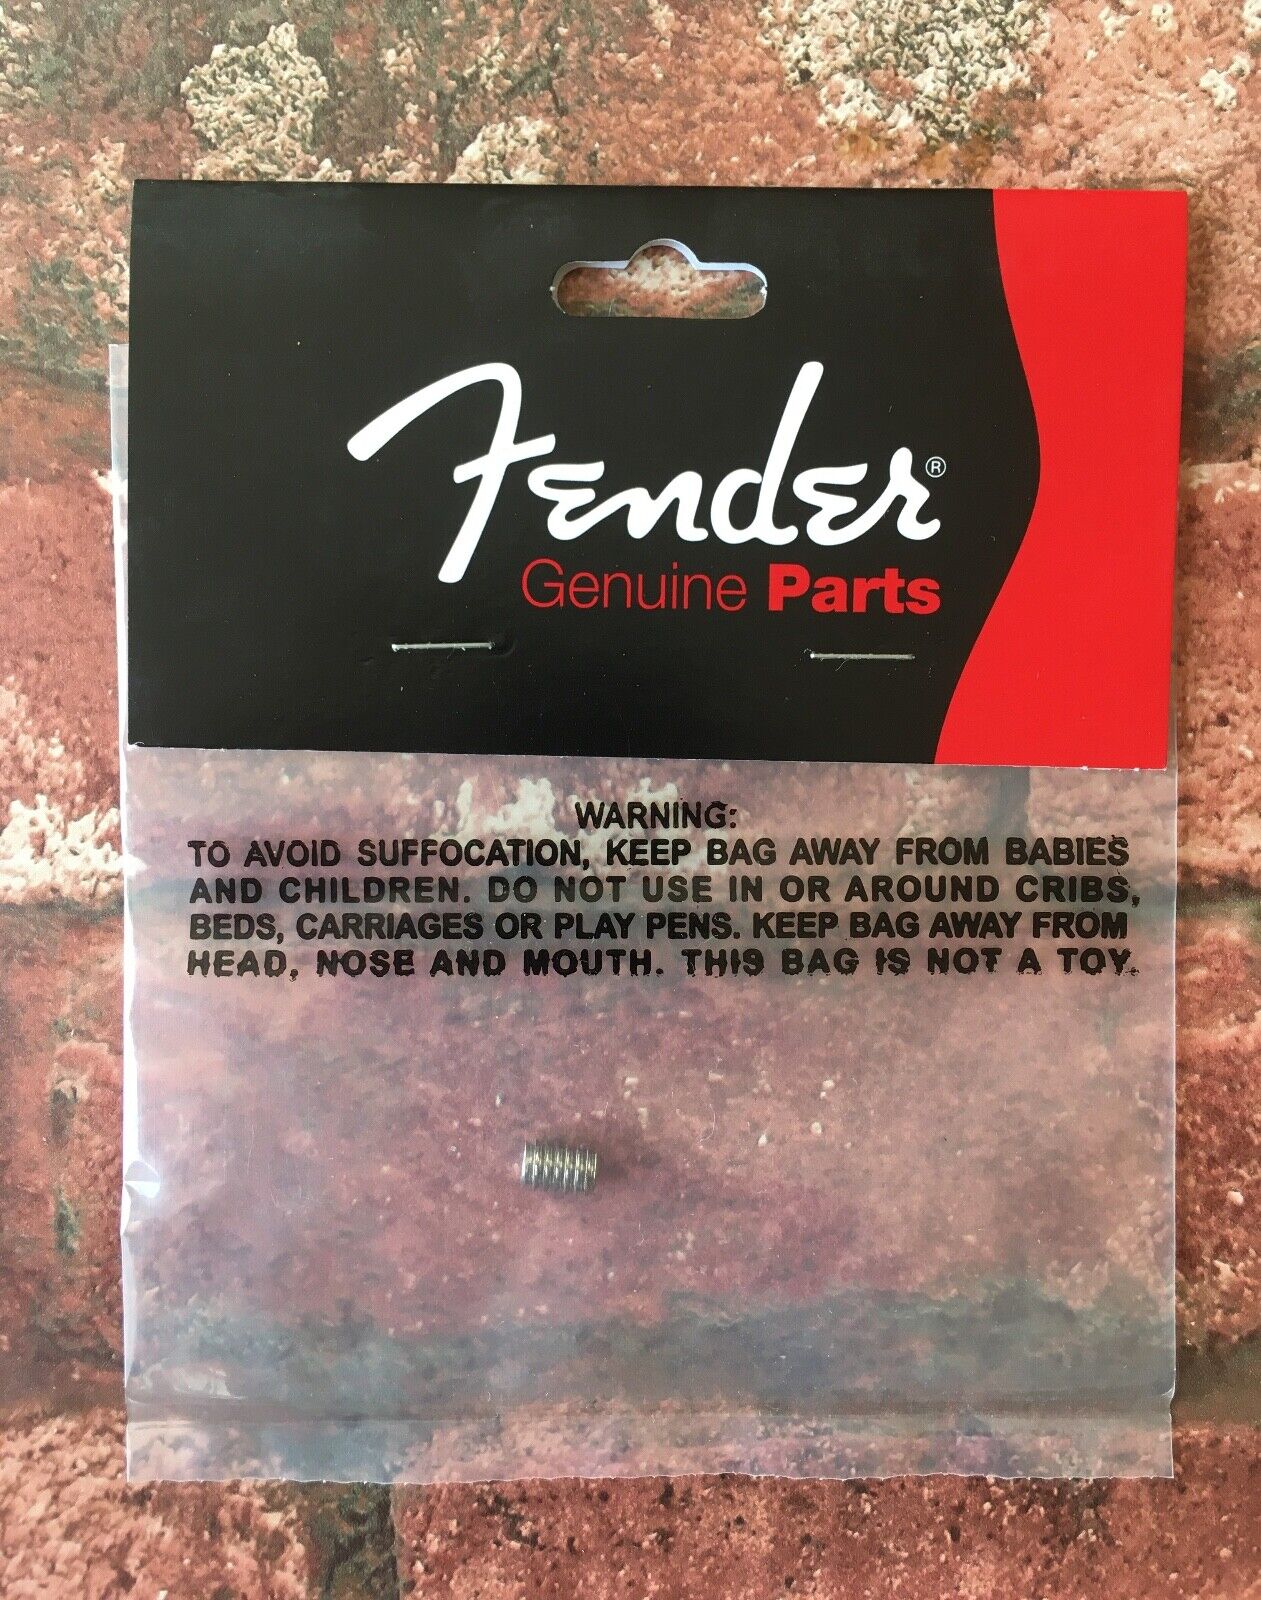 Fender®
Genuine Parts
WARNING:
TO AVOID SUFFOCATION, KEEP BAG AWAY FROM BABIES
AND CHILDREN. DO NOT USE IN OR AROUND CRIBS,
BEDS, CARRIAGES OR PLAY PENS. KEEP BAG AWAY FROM
HEAD, NOSE AND MOUTH. THIS BAG IS NOT A TOY.